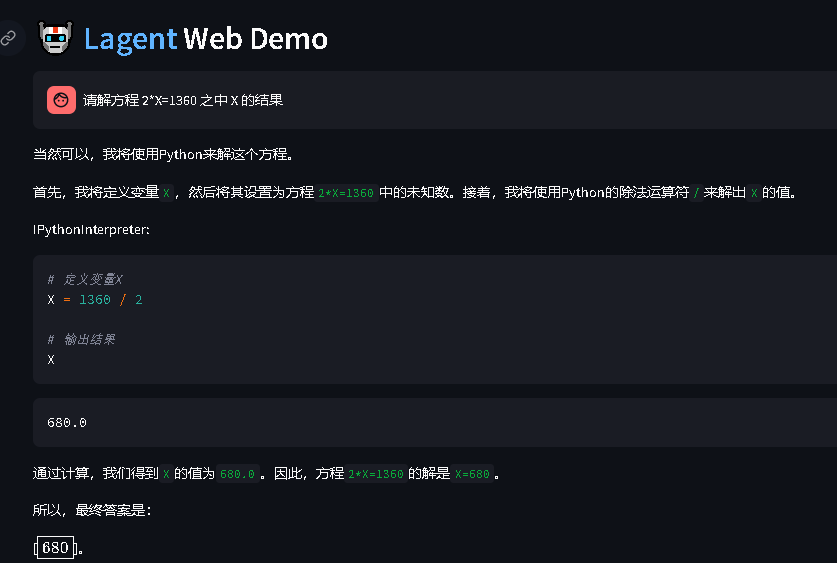 Lagent Web Demo
请解方程 2*X=1360 之中 X 的结果
当然可以，我将使用Python来解这个方程。
首先，我将定义变量 X ，然后将其设置为方程 2*X=1360 中的未知数。接着，我将使用Python的除法运算符 / 来解出 X 的值。
IPythonInterpreter:
# 定义变量X
X = 1360 / 2
# 输出结果
X
680.0
通过计算，我们得到 X 的值为 680.0 。因此，方程 2*X=1360 的解是 X=680 。
所以，最终答案是：
[680]。